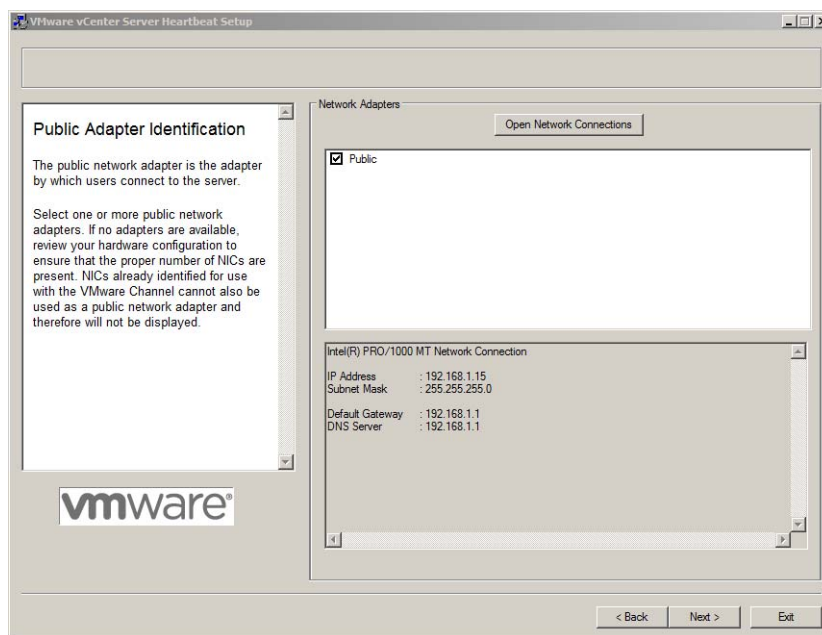 VMware vCenter Server Heartbeat Setup
Public Adapter Identification
The public network adapter is the adapter
by which users connect to the server.
Select one or more public network
adapters. If no adapters are available,
review your hardware configuration to
ensure that the proper number of NICs are
present. NICs already identified for use
with the VMware Channel cannot also be
used as a public network adapter and
therefore will not be displayed.
vmware®
Network Adapters
Open Network Connections
Public
Intel(R) PRO/1000 MT Network Connection
IP Address : 192.168.1.15
Subnet Mask : 255.255.255.0
Default Gateway : 192.168.1.1
DNS Server : 192.168.1.1
< Back Next > Exit